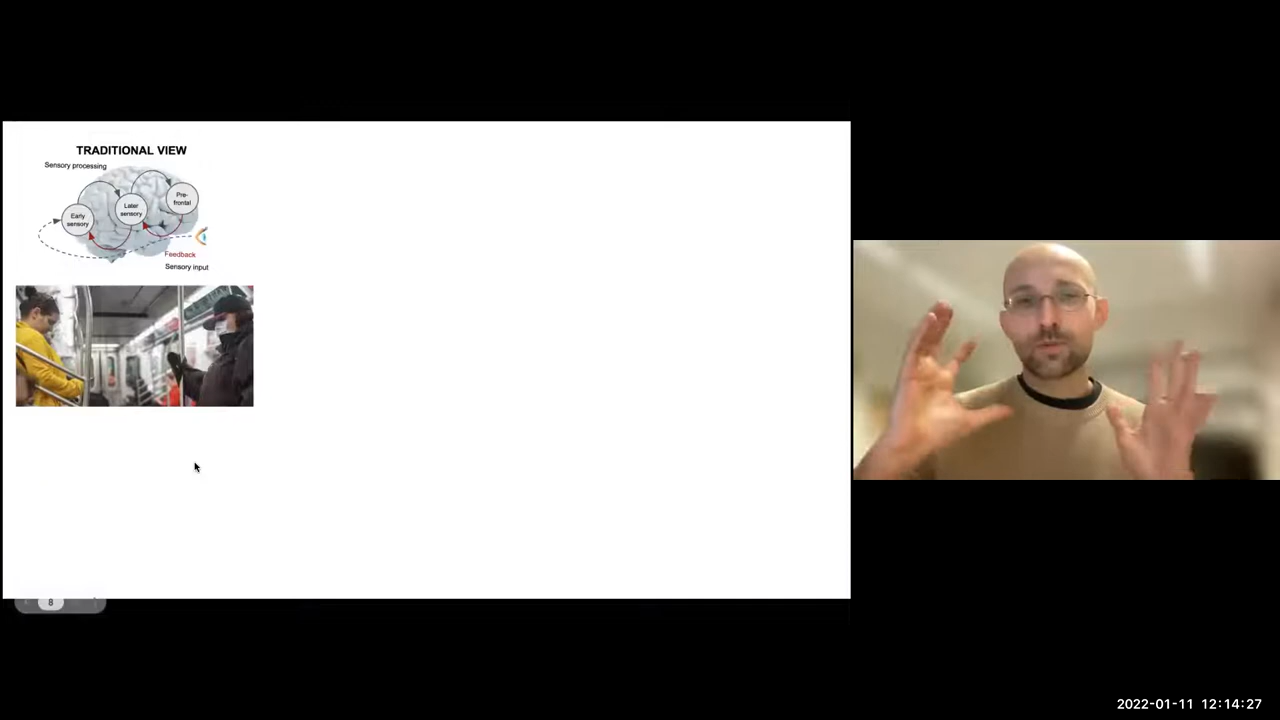 TRADITIONAL VIEW
Sensory processing
Pre-
frontal
Later
sensory
Early
sensory
Feedback
Sensory input
8
2022-01-11 12:14:27